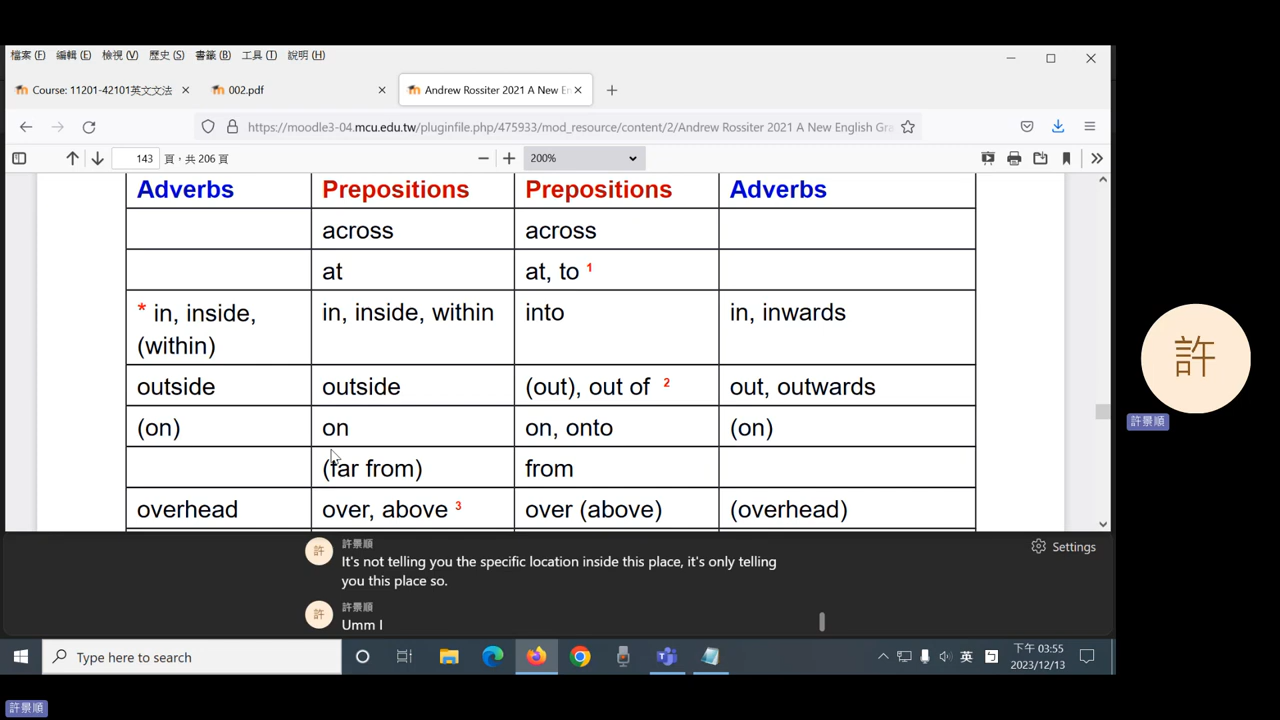 檔案 (F) 編輯 (E) 檢視 (V) 歷史 (S) 書籤 (B) 工具 (T) 說明 (H)
Course: 11201-42101英文文法 002.pdf Andrew Rossiter 2021 A New En
https://moodle3-04.mcu.edu.tw/pluginfile.php/475933/mod_resource/content/2/Andrew Rossiter 2021 A New English Gra
143 頁，共 206 頁 200%
Adverbs Prepositions Prepositions Adverbs
across across
at at, to 1
* in, inside, (within) in, inside, within into in, inwards
outside outside (out), out of 2 out, outwards
(on) on on, onto (on)
(far from) from
overhead over, above 3 over (above) (overhead)
許景順
許
許
It's not telling you the specific location inside this place, it's only telling
you this place so.
許景順
許
Umm I
Settings
許
許景順
Type here to search
英
下午 03:55
2023/12/13
許景順